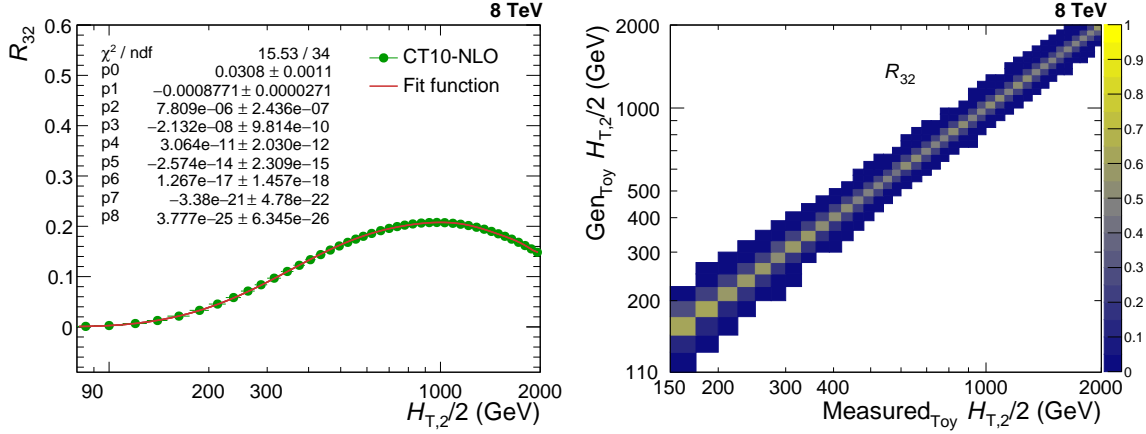 8 TeV
R32
0.6
0.5
0.4
0.3
0.2
0.1
0
χ² / ndf 15.53 / 34
p0 0.0308 ± 0.0011
p1 −0.0008771 ± 0.0000271
p2 7.809e−06 ± 2.436e−07
p3 −2.132e−08 ± 9.814e−10
p4 3.064e−11 ± 2.030e−12
p5 −2.574e−14 ± 2.309e−15
p6 1.267e−17 ± 1.457e−18
p7 −3.38e−21 ± 4.78e−22
p8 3.777e−25 ± 6.345e−26
CT10-NLO
Fit function
90 200 300 1000 2000
HT,2/2 (GeV)
8 TeV
GenToy HT,2/2 (GeV)
2000
1000
500
400
300
200
110
R32
150 200 300 400 1000 2000
MeasuredToy HT,2/2 (GeV)
1
0.9
0.8
0.7
0.6
0.5
0.4
0.3
0.2
0.1
0